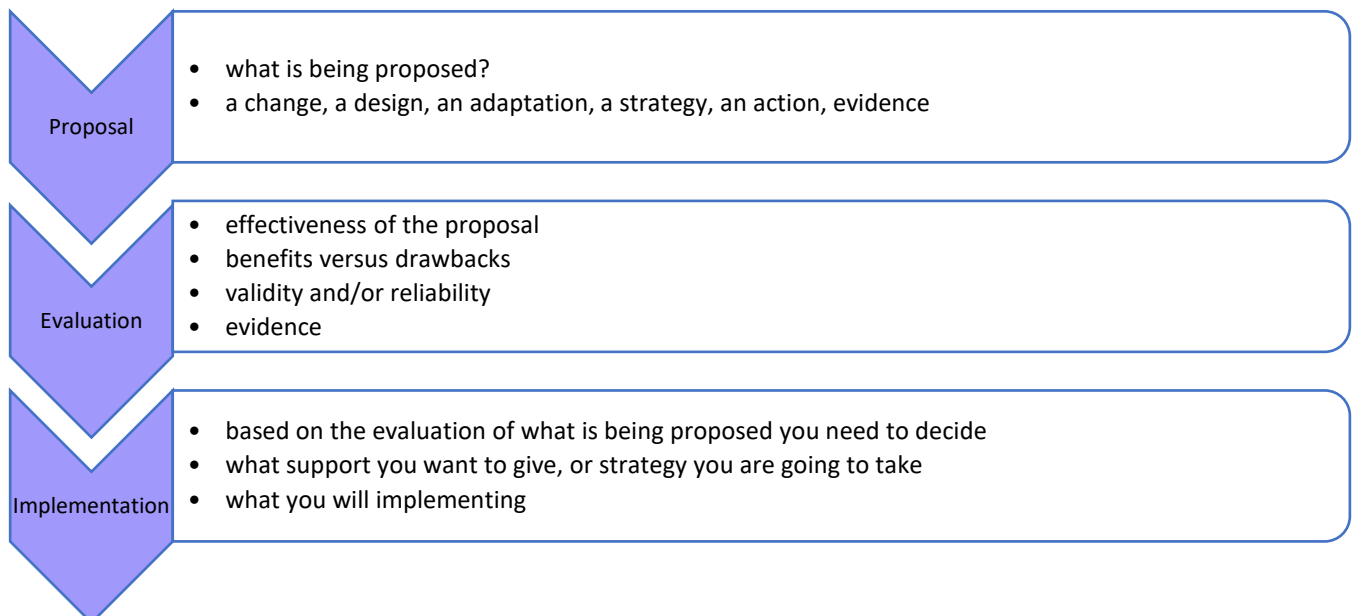 Proposal
• what is being proposed?
• a change, a design, an adaptation, a strategy, an action, evidence
Evaluation
• effectiveness of the proposal
• benefits versus drawbacks
• validity and/or reliability
• evidence
Implementation
• based on the evaluation of what is being proposed you need to decide
• what support you want to give, or strategy you are going to take
• what you will implementing